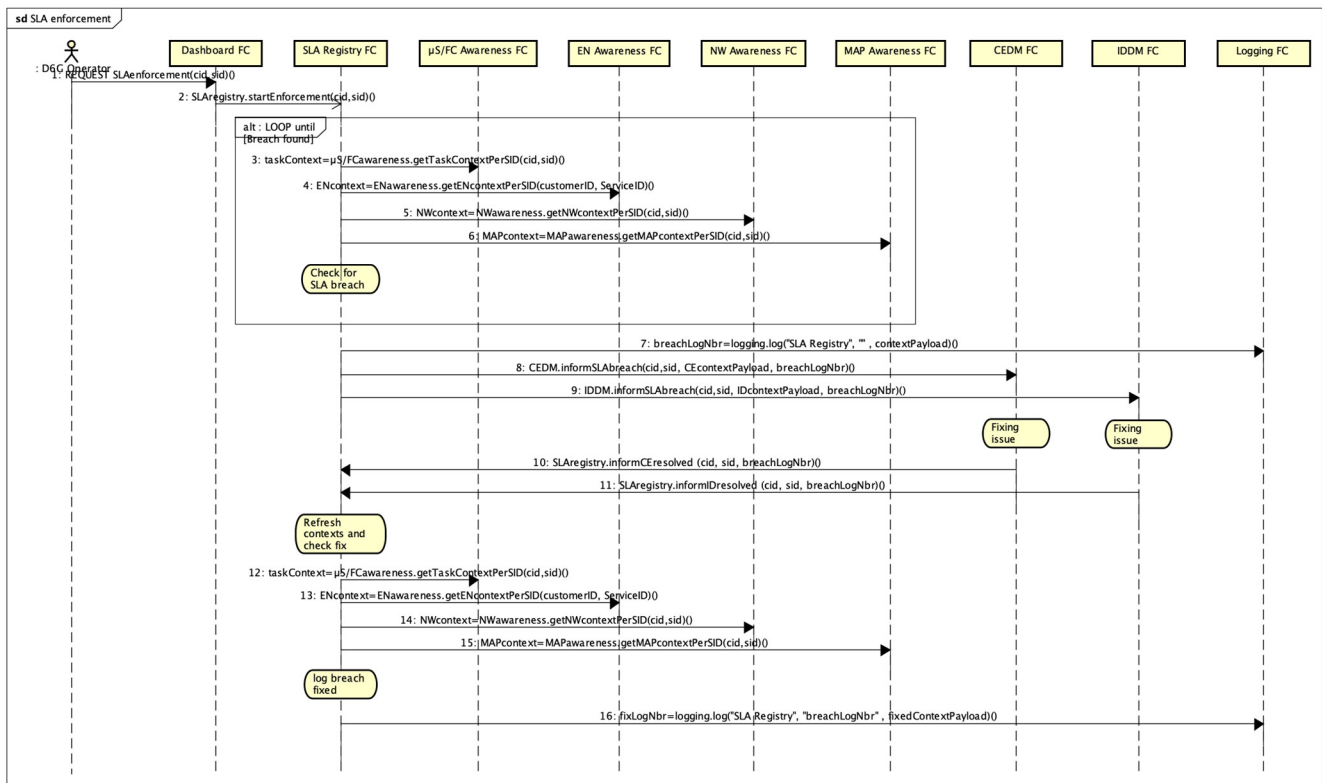 sd SLA enforcement
Dashboard FC
SLA Registry FC
µS/FC Awareness FC
EN Awareness FC
NW Awareness FC
MAP Awareness FC
CEDM FC
IDDM FC
Logging FC
: D6G Operator
1: REQUEST SLAenforcement(cid,sid)()
2: SLAregistry.startEnforcement(cid,sid)()
alt : LOOP until
[Breach found]
3: taskContext=µS/FCawareness.getTaskContextPerSID(cid,sid)()
4: ENcontext=ENawareness.getENcontextPerSID(customerID, ServiceID)()
5: NWcontext=NWawareness.getNWcontextPerSID(cid,sid)()
6: MAPcontext=MAPawareness.getMAPcontextPerSID(cid,sid)()
Check for
SLA breach
7: breachLogNbr=logging.log("SLA Registry", "" , contextPayload)()
8: CEDM.informSLAbreach(cid,sid, CEcontextPayload, breachLogNbr)()
9: IDDM.informSLAbreach(cid,sid, IDcontextPayload, breachLogNbr)()
Fixing
issue
Fixing
issue
10: SLAregistry.informCEresolved (cid, sid, breachLogNbr)()
11: SLAregistry.informIDresolved (cid, sid, breachLogNbr)()
Refresh
contexts and
check fix
12: taskContext=µS/FCawareness.getTaskContextPerSID(cid,sid)()
13: ENcontext=ENawareness.getENcontextPerSID(customerID, ServiceID)()
14: NWcontext=NWawareness.getNWcontextPerSID(cid,sid)()
15: MAPcontext=MAPawareness.getMAPcontextPerSID(cid,sid)()
log breach
fixed
16: fixLogNbr=logging.log("SLA Registry", "breachLogNbr" , fixedContextPayload)()